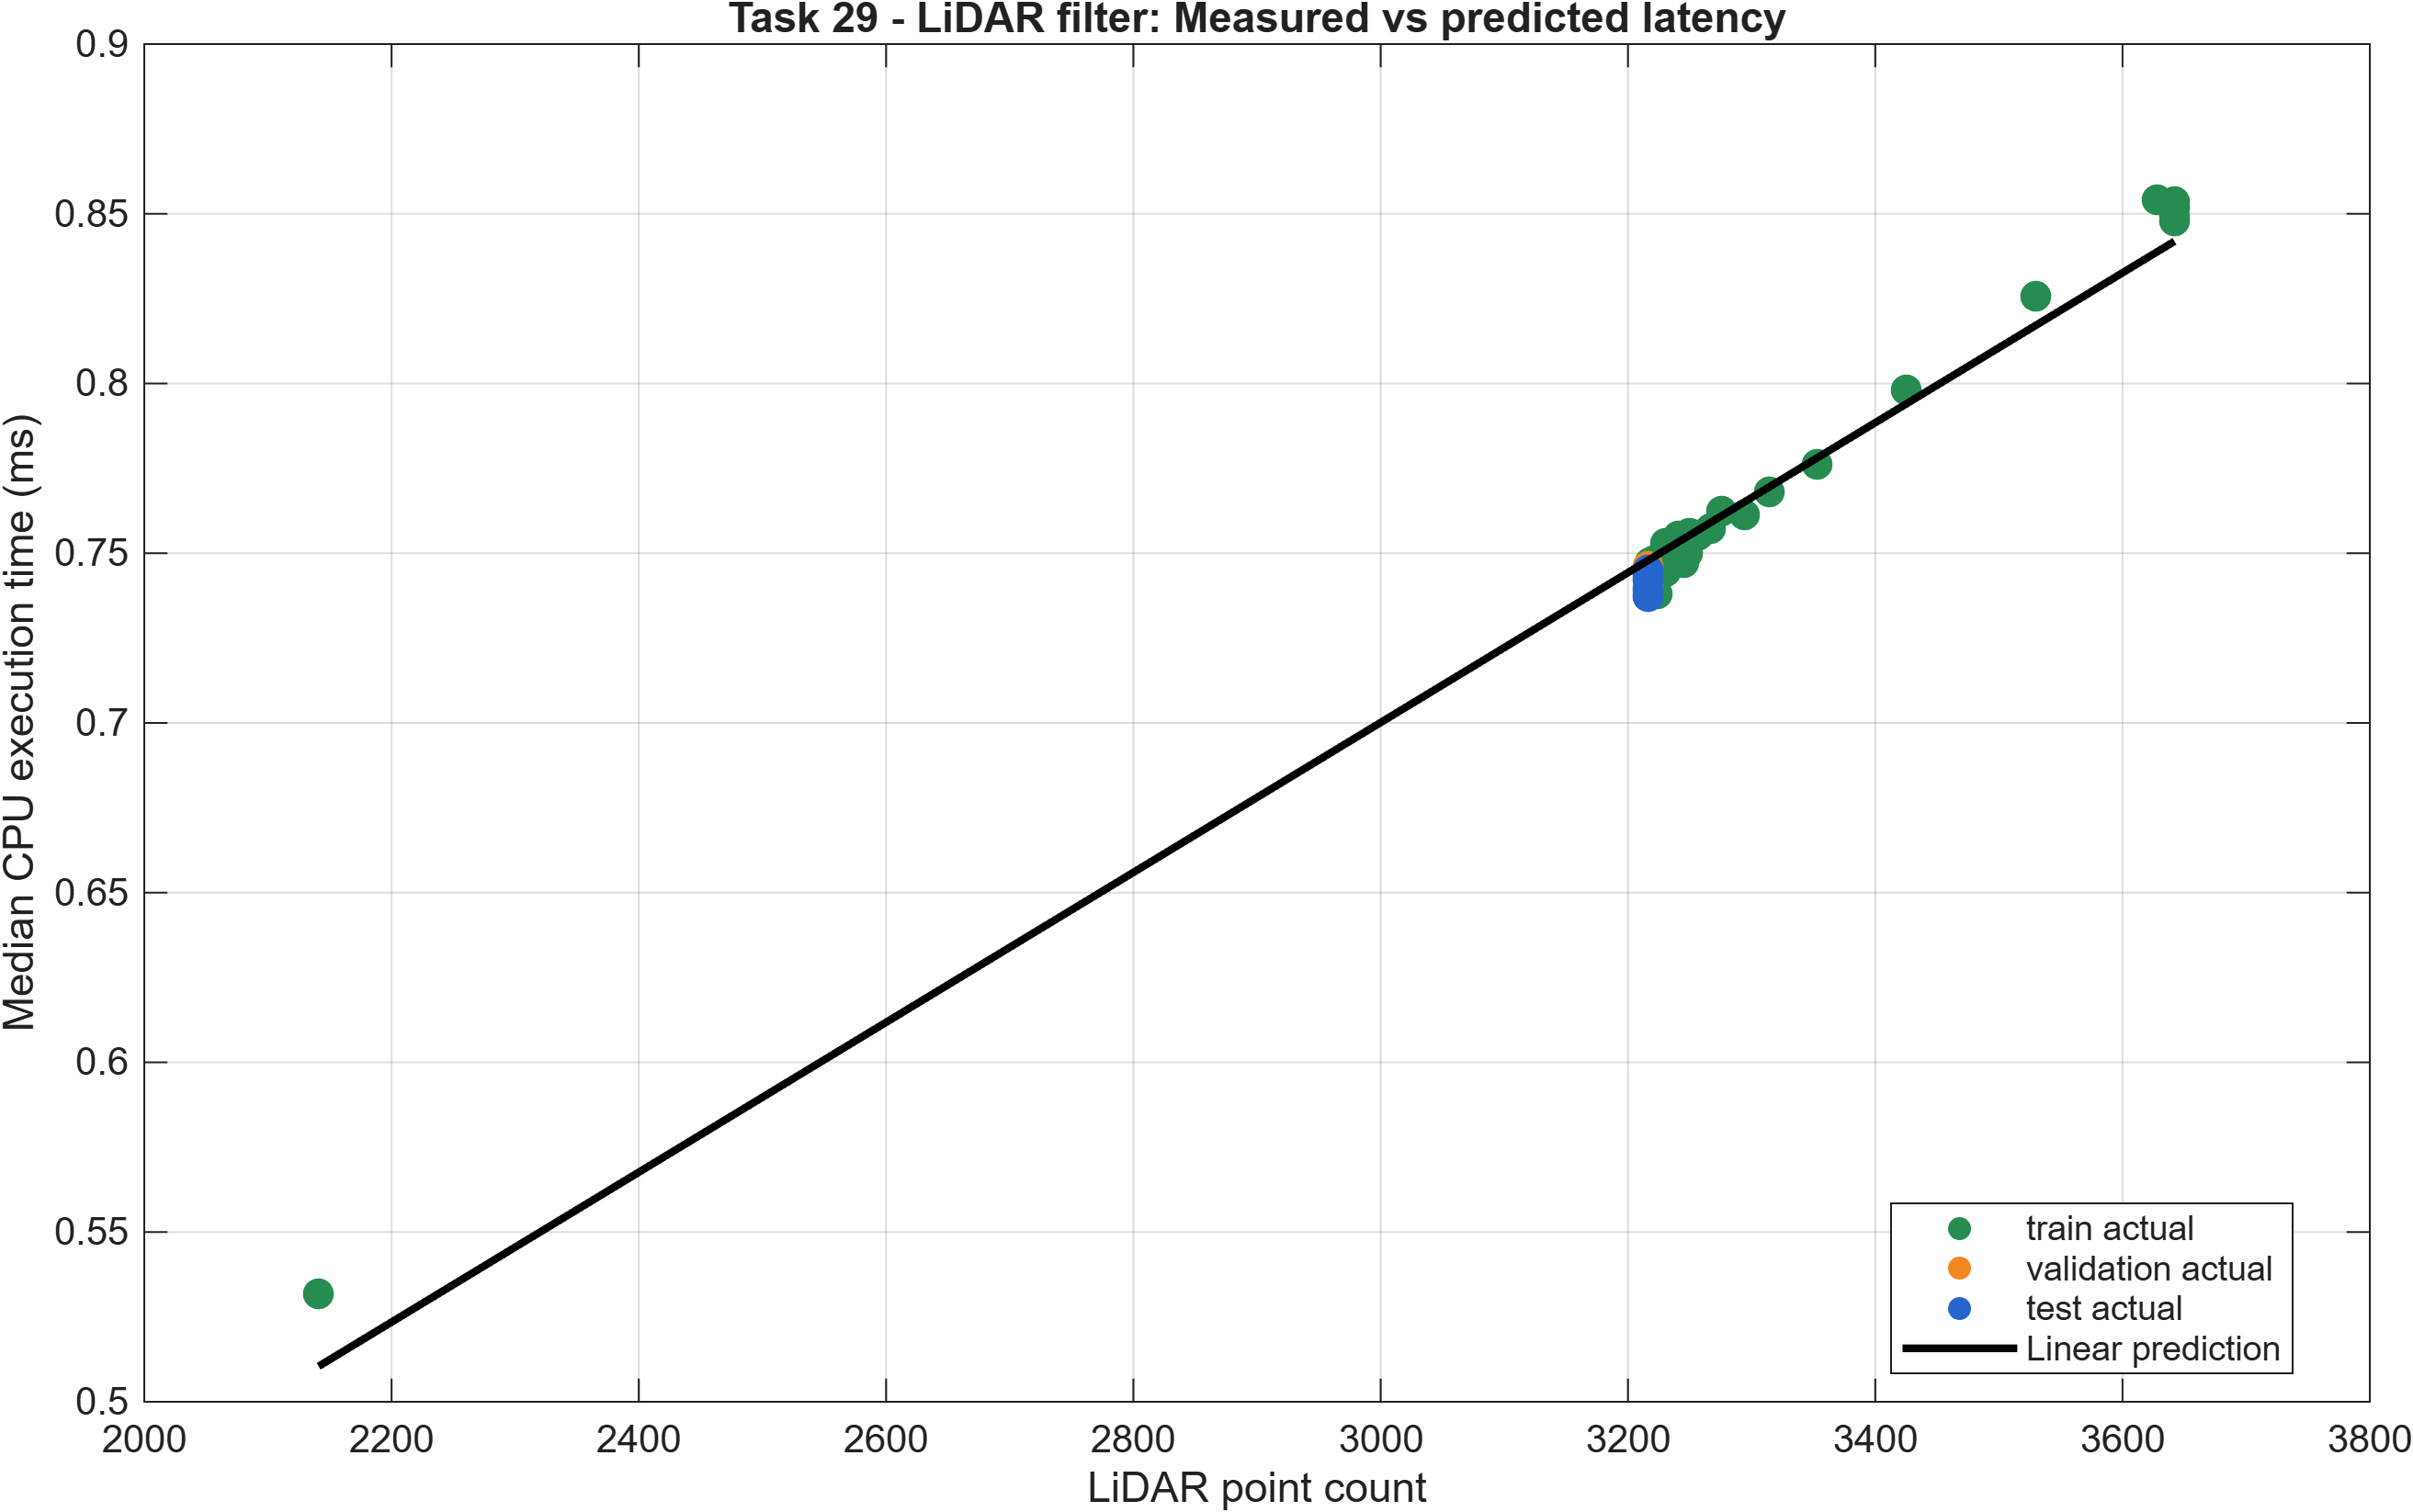 Task 29 - LiDAR filter: Measured vs predicted latency
Median CPU execution time (ms)
0.9
0.85
0.8
0.75
0.7
0.65
0.6
0.55
0.5
2000 2200 2400 2600 2800 3000 3200 3400 3600 3800
LiDAR point count
train actual
validation actual
test actual
Linear prediction